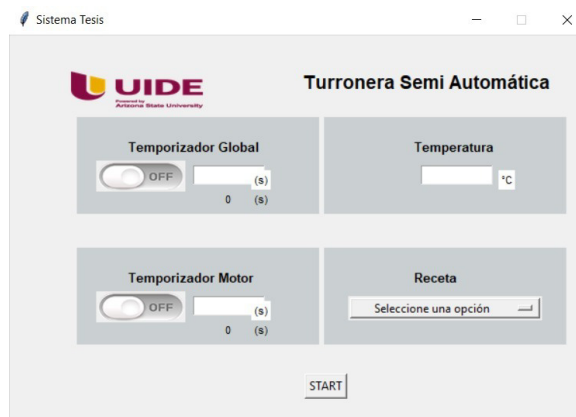 Sistema Tesis
UIDE
Powered by
Arizona State University
Turronera Semi Automática
Temporizador Global
OFF
(s)
0 (s)
Temperatura
°C
Temporizador Motor
OFF
(s)
0 (s)
Receta
Seleccione una opción
START